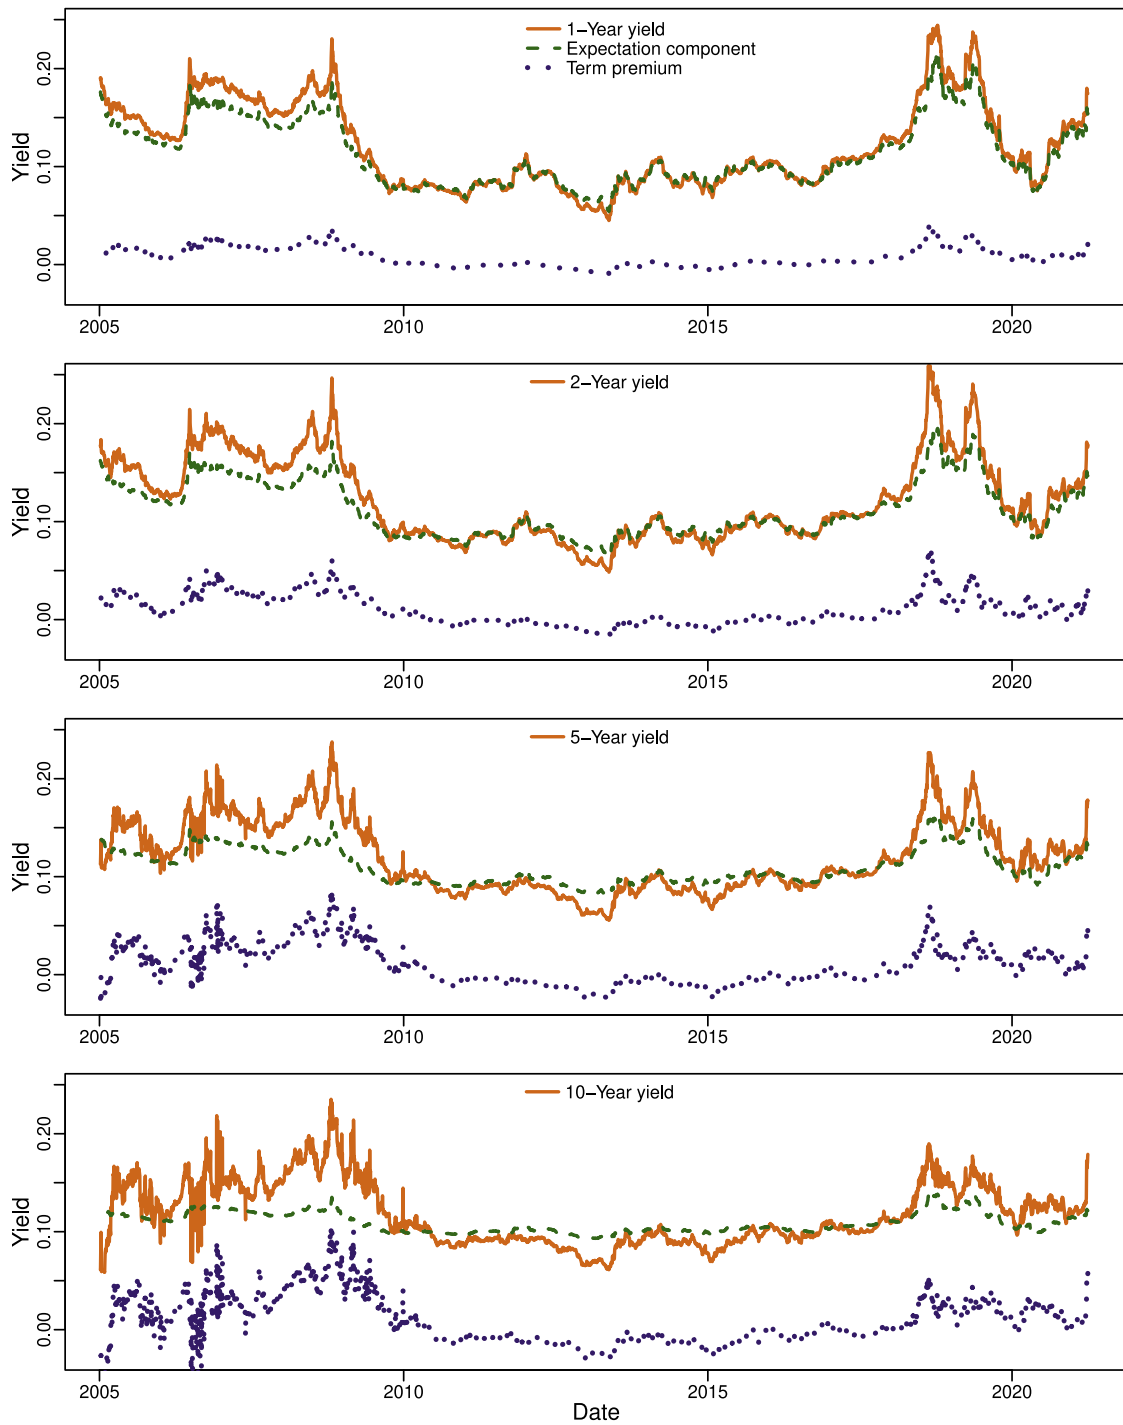 1−Year yield
Expectation component
Term premium
Yield
0.20
0.10
0.00
2005 2010 2015 2020
2−Year yield
Yield
0.20
0.10
0.00
2005 2010 2015 2020
5−Year yield
Yield
0.20
0.10
0.00
2005 2010 2015 2020
10−Year yield
Yield
0.20
0.10
0.00
2005 2010 2015 2020
Date